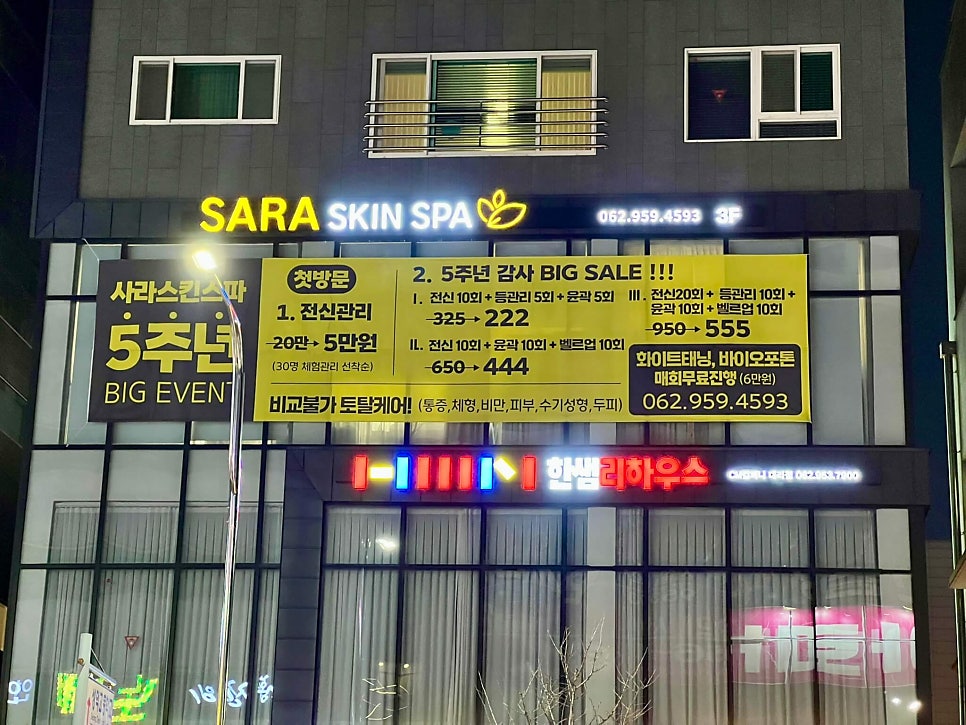 SARA SKIN SPA
062.959.4593 3F
사라스킨스파
5주년
BIG EVENT
첫방문
1. 전신관리
20만→5만원
(30명 체험관리 선착순)
2. 5주년 감사 BIG SALE !!!
I. 전신 10회 + 등관리 5회 + 윤곽 5회
325→222
II. 전신 10회 + 윤곽 10회 + 벨르업 10회
650→444
III. 전신20회 + 등관리 10회 +
윤곽 10회 + 벨르업 10회
950→555
화이트태닝, 바이오포톤
매회무료진행 (6만원)
062.959.4593
비교불가 토탈케어! (통증,체형,비만,피부,수기성형,두피)
한샘리하우스
062.953.7800